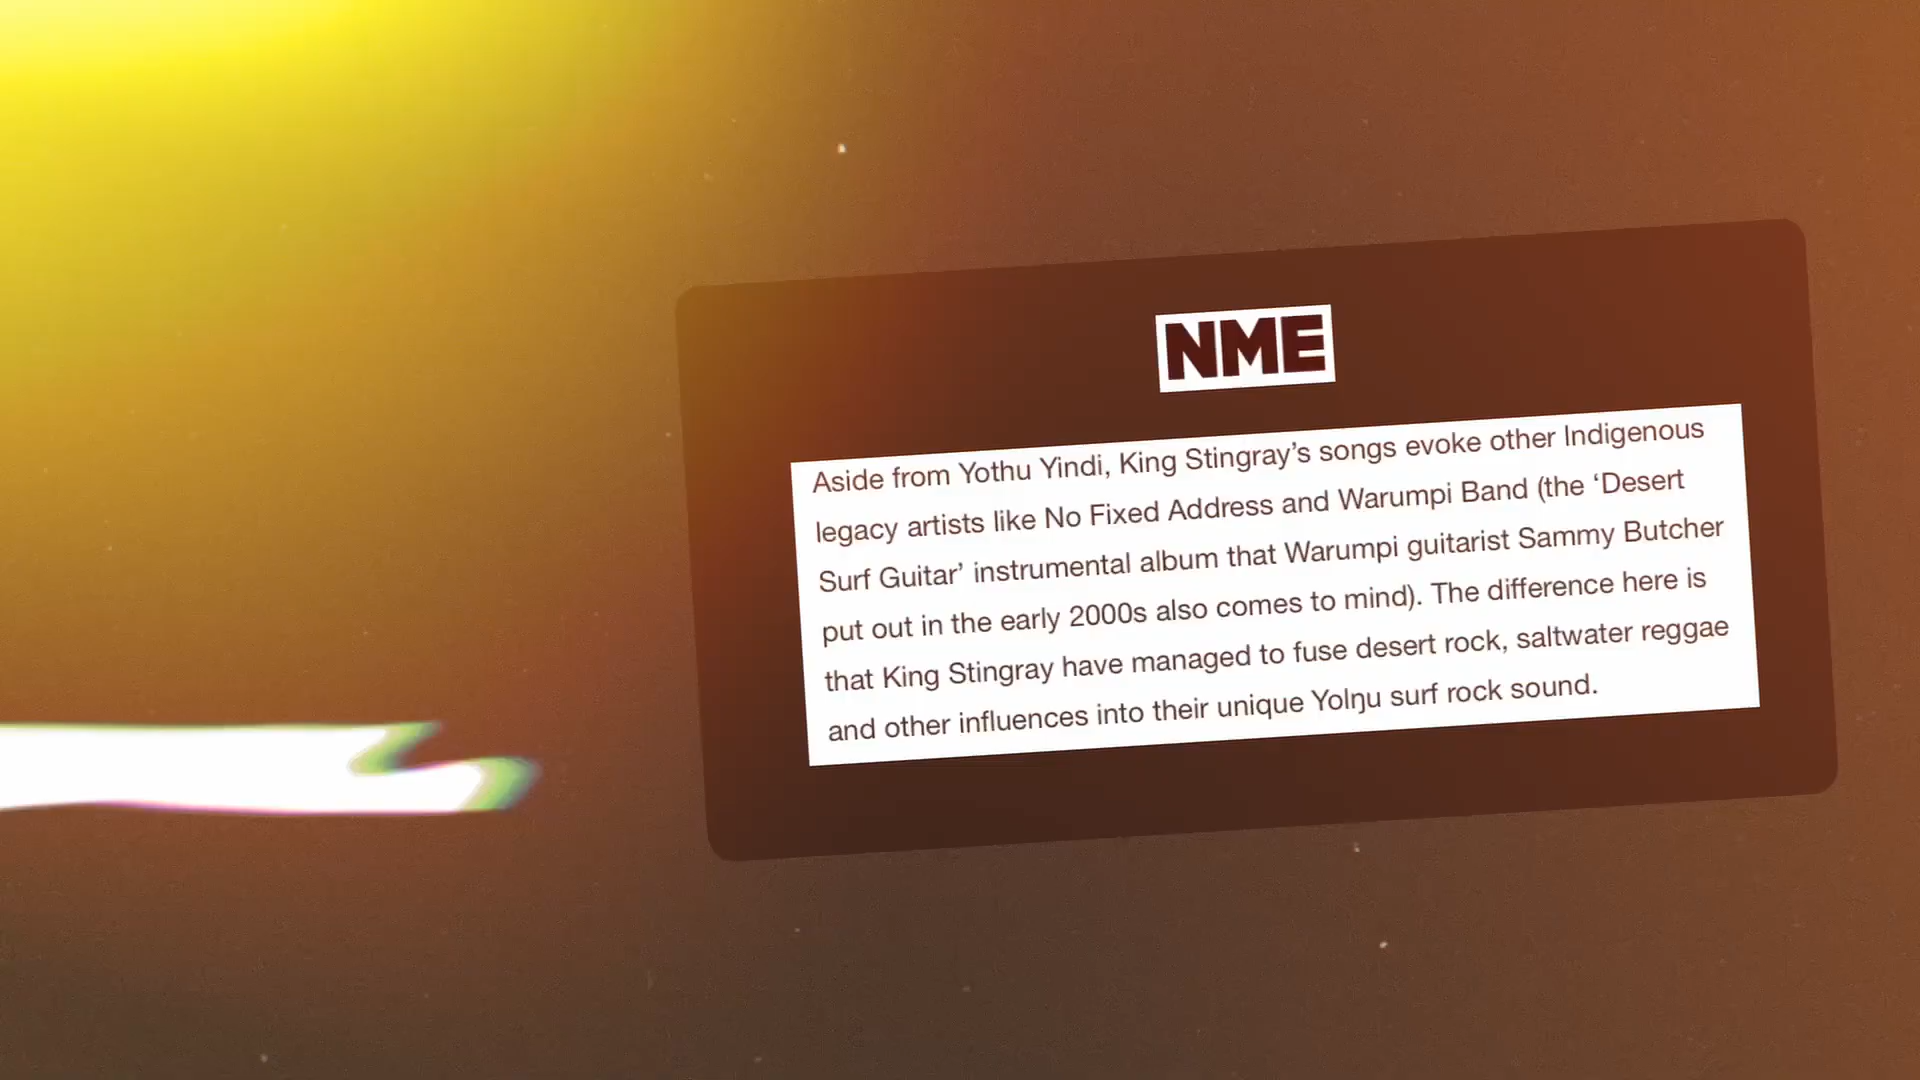 NME
Aside from Yothu Yindi, King Stingray’s songs evoke other Indigenous
legacy artists like No Fixed Address and Warumpi Band (the ‘Desert
Surf Guitar’ instrumental album that Warumpi guitarist Sammy Butcher
put out in the early 2000s also comes to mind). The difference here is
that King Stingray have managed to fuse desert rock, saltwater reggae
and other influences into their unique Yolŋu surf rock sound.